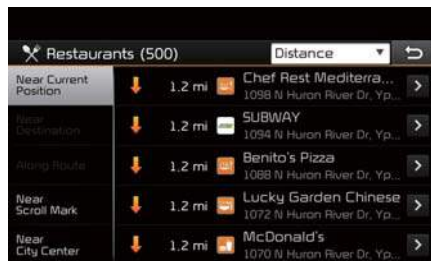 Restaurants (500)
Distance
Near Current
Position
1.2 mi
Chef Rest Mediterra...
1098 N Huron River Dr, Yp...
Near
Destination
1.2 mi
SUBWAY
1094 N Huron River Dr, Yp...
Along Route
1.2 mi
Benito's Pizza
1088 N Huron River Dr, Yp...
Near
Scroll Mark
1.2 mi
Lucky Garden Chinese
1072 N Huron River Dr, Yp...
Near
City Center
1.2 mi
McDonald's
1070 N Huron River Dr, Yp...